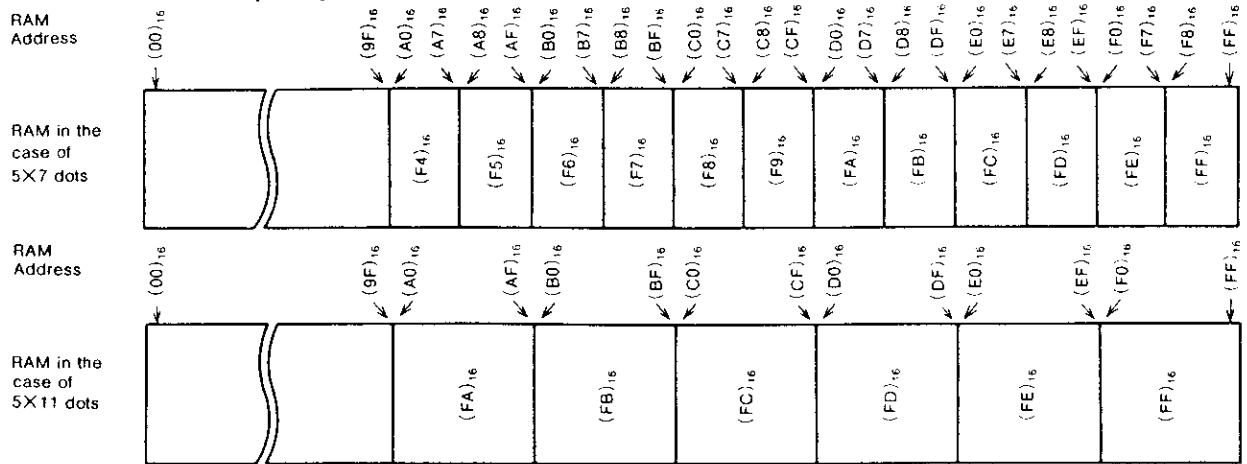 RAM
Address
(00)₁₆ (9F)₁₆ (A0)₁₆ (A7)₁₆ (A8)₁₆ (AF)₁₆ (B0)₁₆ (B7)₁₆ (B8)₁₆ (BF)₁₆ (C0)₁₆ (C7)₁₆ (C8)₁₆ (CF)₁₆ (D0)₁₆ (D7)₁₆ (D8)₁₆ (DF)₁₆ (E0)₁₆ (E7)₁₆ (E8)₁₆ (EF)₁₆ (F0)₁₆ (F7)₁₆ (F8)₁₆ (FF)₁₆
RAM in the
case of
5×7 dots
(F4)₁₆ (F5)₁₆ (F6)₁₆ (F7)₁₆ (F8)₁₆ (F9)₁₆ (FA)₁₆ (FB)₁₆ (FC)₁₆ (FD)₁₆ (FE)₁₆ (FF)₁₆
RAM
Address
(00)₁₆ (9F)₁₆ (A0)₁₆ (AF)₁₆ (B0)₁₆ (BF)₁₆ (C0)₁₆ (CF)₁₆ (D0)₁₆ (DF)₁₆ (E0)₁₆ (EF)₁₆ (F0)₁₆ (FF)₁₆
RAM in the
case of
5×11 dots
(FA)₁₆ (FB)₁₆ (FC)₁₆ (FD)₁₆ (FE)₁₆ (FF)₁₆